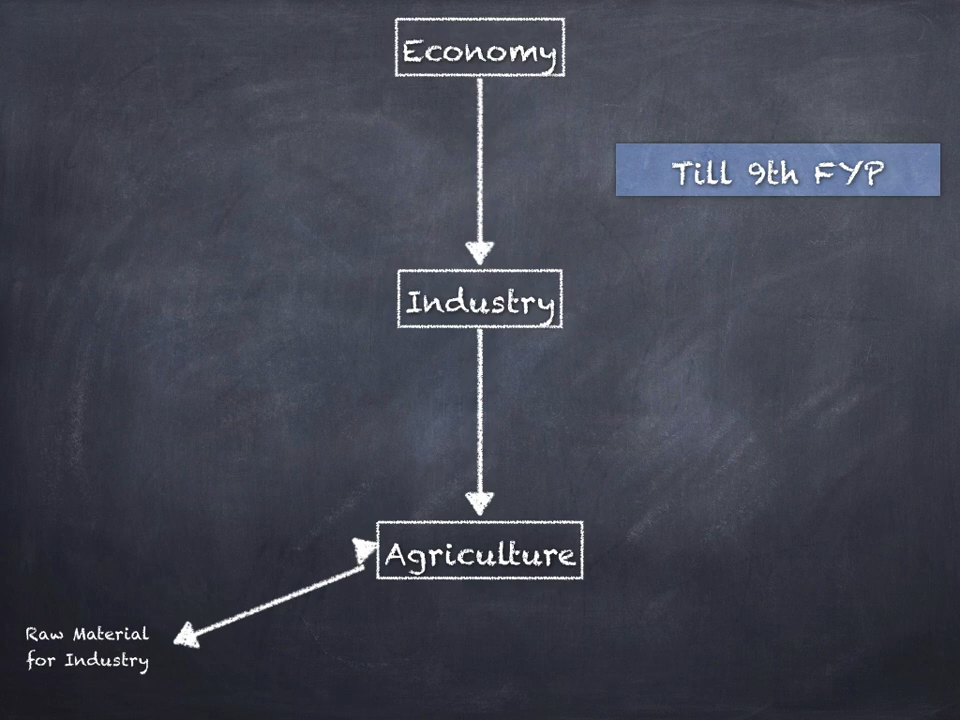 Economy
Till 9th FYP
Industry
Agriculture
Raw Material
for Industry